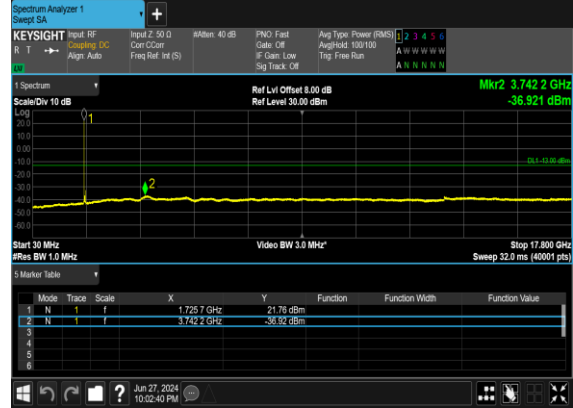 Spectrum Analyzer 1
Swept SA
+
KEYSIGHT Input: RF Input Z: 50 Ω #Atten: 40 dB PNO: Fast Avg Type: Power (RMS) 1 2 3 4 5 6
R T Coupling: DC Corr CCorr Gate: Off Avg|Hold: 100/100 A W W W W W
Align: Auto Freq Ref: Int (S) IF Gain: Low Trig: Free Run
Sig Track: Off A N N N N N
LXI
1 Spectrum Ref Lvl Offset 8.00 dB Mkr2 3.742 2 GHz
Scale/Div 10 dB Ref Level 30.00 dBm -36.921 dBm
Log
1
20.0
10.0
0.00
-10.0 DL1 -13.00 dBm
-20.0
-30.0 2
-40.0
-50.0
-60.0
Start 30 MHz Video BW 3.0 MHz* Stop 17.800 GHz
#Res BW 1.0 MHz Sweep 32.0 ms (40001 pts)
5 Marker Table
Mode Trace Scale X Y Function Function Width Function Value
1 N 1 f 1.725 7 GHz 21.76 dBm
2 N 1 f 3.742 2 GHz -36.92 dBm
3
4
5
6
? Jun 27, 2024
10:02:40 PM